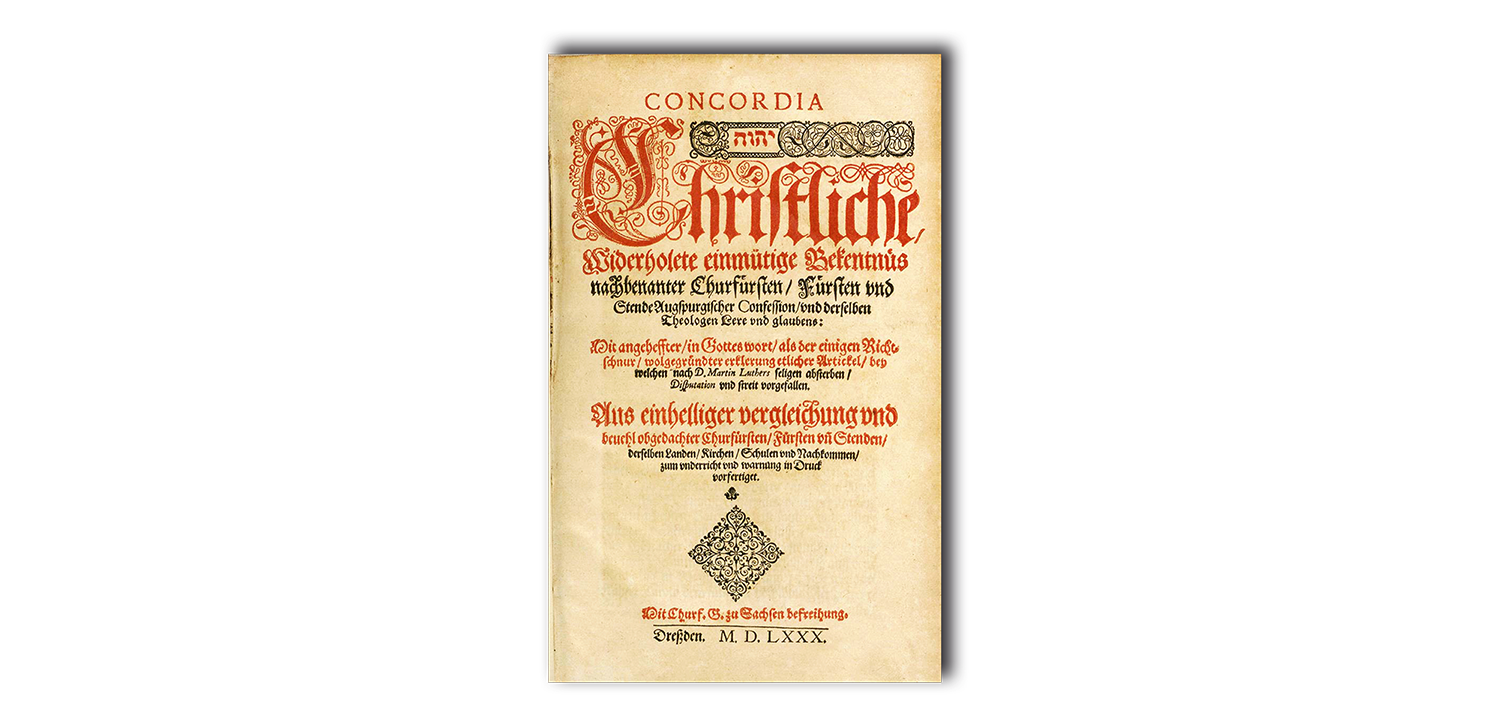 CONCORDIA
יהוה
Chriſtliche,
Widerholete einmütige Bekentnüs
nachbenanter Churfürſten/ Fürſten vnd
Stende Augſpurgiſcher Confeſſion/vnd derſelben
Theologen Lere vnd glaubens:
Mit angeheffter/in Gottes wort/als der einigen Richt-
ſchnur/ wolgegründter erklerung etlicher Artickel/ bey
welchen nach D. Martin Luthers ſeligen abſterben/
Diſputation vnd ſtreit vorgefallen.
Aus einhelliger vergleichung vnd
beuehl obgedachter Churfürſten/Fürſten vn̄ Stenden/
derſelben Landen/Kirchen/Schulen vnd Nachkommen/
zum vnderricht vnd warnung in Druck
vorfertiget.
Mit Churf. G. zu Sachſen befreihung.
Dreßden. M. D. LXXX.